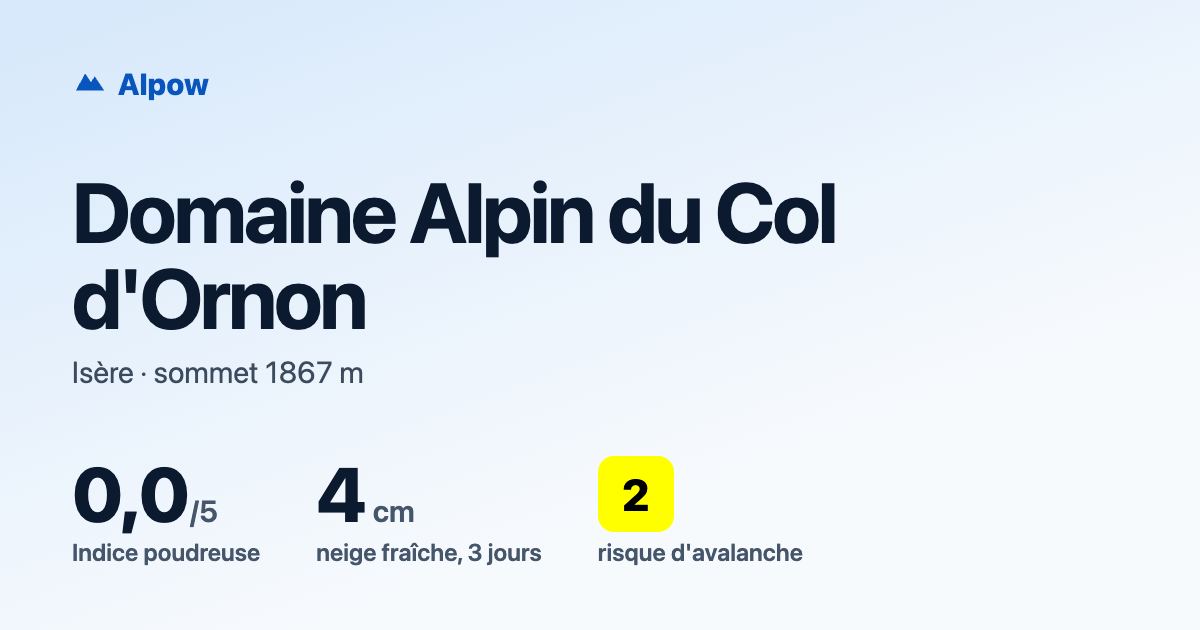 Alpow
Domaine Alpin du Col
d'Ornon
Isère · sommet 1867 m
0,0/5
Indice poudreuse
4 cm
neige fraîche, 3 jours
2
risque d'avalanche